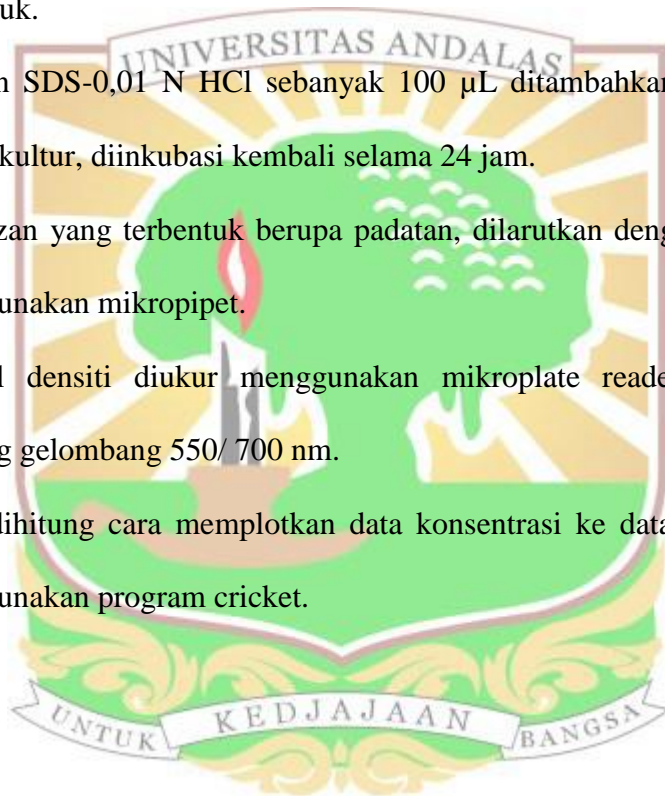 uk.
UNIVERSITAS ANDALAS
n SDS-0,01 N HCl sebanyak 100 µL ditambahkan
kultur, diinkubasi kembali selama 24 jam.
zan yang terbentuk berupa padatan, dilarutkan deng
unakan mikropipet.
l densiti diukur menggunakan mikroplate reade
g gelombang 550/ 700 nm.
dihitung cara memplotkan data konsentrasi ke data
unakan program cricket.
UNTUK KEDJAJAAN BANGSA